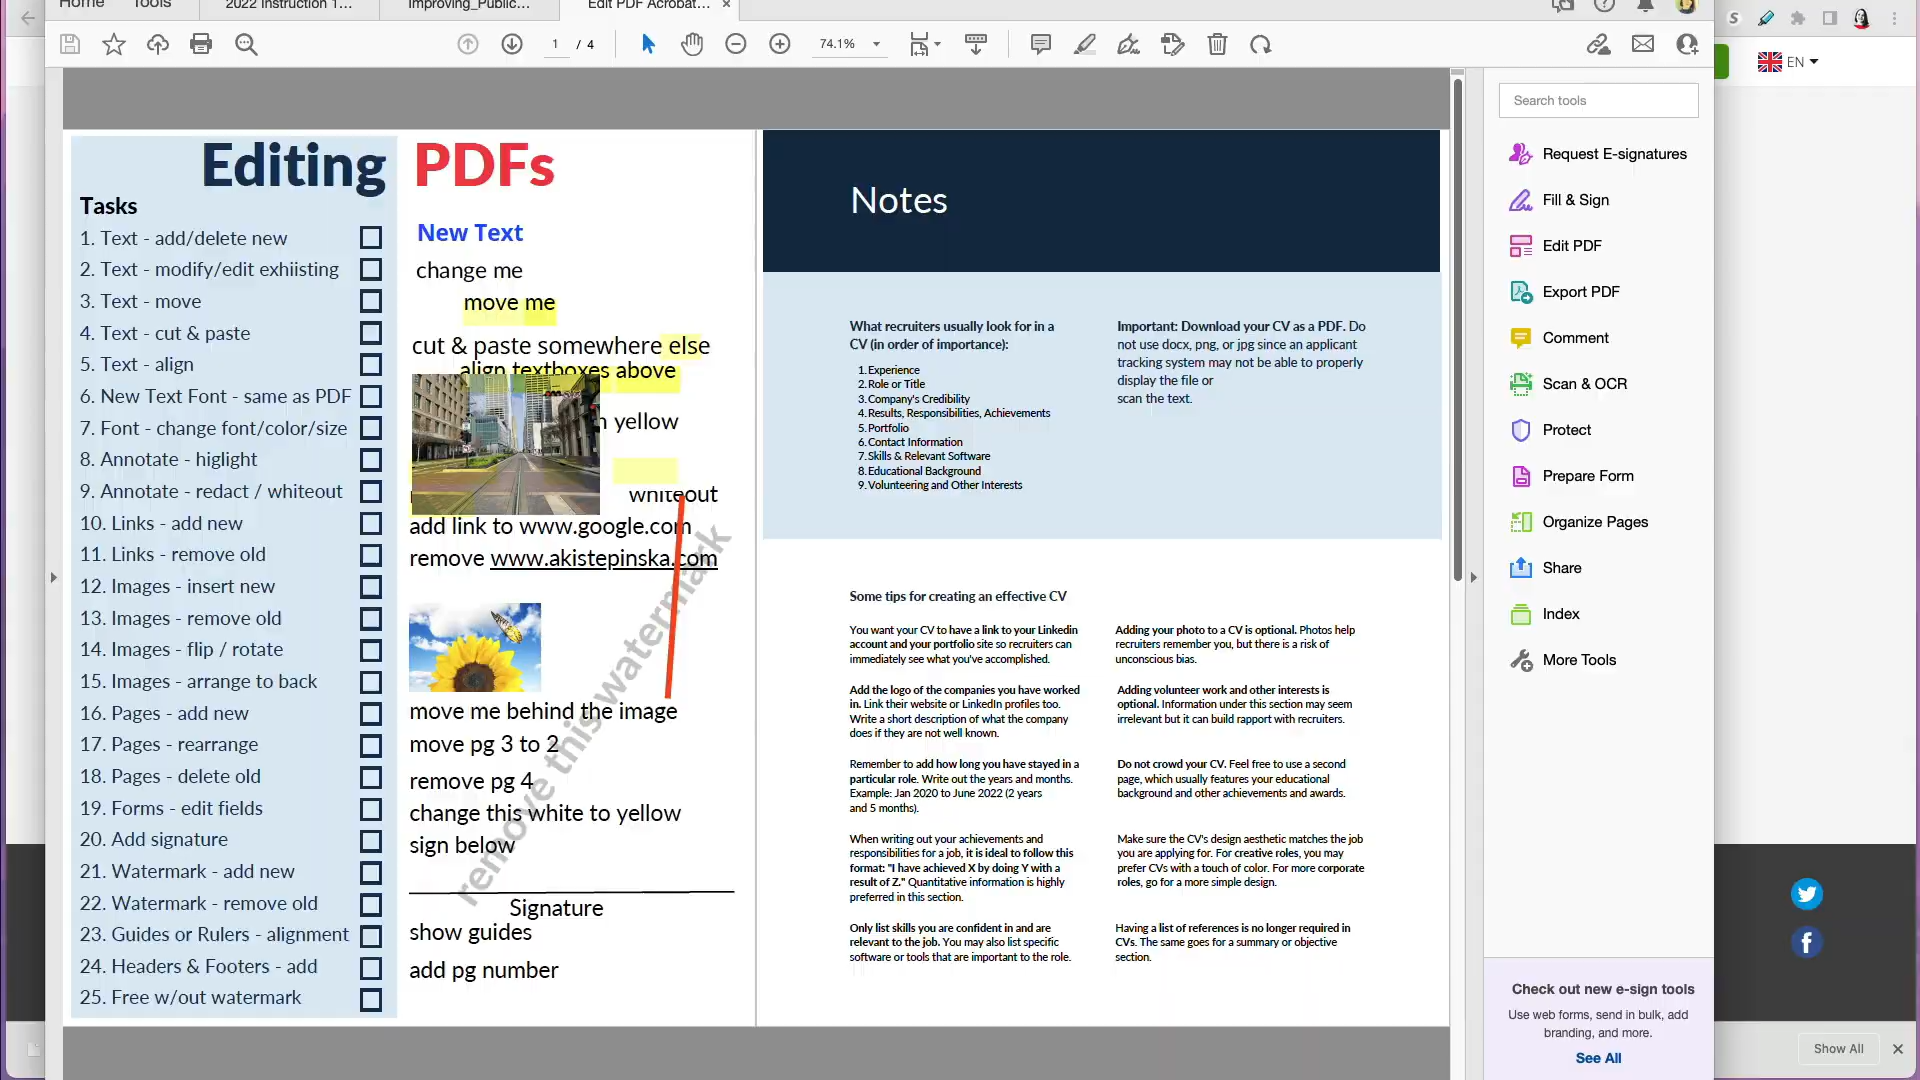 Home
Tools
2022 Instruction 1...
Improving_Public...
Edit PDF Acrobat...
1 / 4
74.1%
EN
Search tools
Request E-signatures
Fill & Sign
Edit PDF
Export PDF
Comment
Scan & OCR
Protect
Prepare Form
Organize Pages
Share
Index
More Tools
Check out new e-sign tools
Use web forms, send in bulk, add
branding, and more.
See All
Show All
Editing PDFs
Tasks
1. Text - add/delete new
2. Text - modify/edit exhiisting
3. Text - move
4. Text - cut & paste
5. Text - align
6. New Text Font - same as PDF
7. Font - change font/color/size
8. Annotate - higlight
9. Annotate - redact / whiteout
10. Links - add new
11. Links - remove old
12. Images - insert new
13. Images - remove old
14. Images - flip / rotate
15. Images - arrange to back
16. Pages - add new
17. Pages - rearrange
18. Pages - delete old
19. Forms - edit fields
20. Add signature
21. Watermark - add new
22. Watermark - remove old
23. Guides or Rulers - alignment
24. Headers & Footers - add
25. Free w/out watermark
New Text
change me
move me
cut & paste somewhere else
align textboxes above
yellow
whiteout
add link to www.google.com
remove www.akistepinska.com
move me behind the image
move pg 3 to 2
remove pg 4
change this white to yellow
sign below
Signature
show guides
add pg number
remove this watermark
Notes
What recruiters usually look for in a
CV (in order of importance):
1. Experience
2. Role or Title
3. Company's Credibility
4. Results, Responsibilities, Achievements
5. Portfolio
6. Contact Information
7. Skills & Relevant Software
8. Educational Background
9. Volunteering and Other Interests
Important: Download your CV as a PDF. Do
not use docx, png, or jpg since an applicant
tracking system may not be able to properly
display the file or
scan the text.
Some tips for creating an effective CV
You want your CV to have a link to your Linkedin
account and your portfolio site so recruiters can
immediately see what you've accomplished.
Add the logo of the companies you have worked
in. Link their website or LinkedIn profiles too.
Write a short description of what the company
does if they are not well known.
Remember to add how long you have stayed in a
particular role. Write out the years and months.
Example: Jan 2020 to June 2022 (2 years
and 5 months).
When writing out your achievements and
responsibilities for a job, it is ideal to follow this
format: "I have achieved X by doing Y with a
result of Z." Quantitative information is highly
preferred in this section.
Only list skills you are confident in and are
relevant to the job. You may also list specific
software or tools that are important to the role.
Adding your photo to a CV is optional. Photos help
recruiters remember you, but there is a risk of
unconscious bias.
Adding volunteer work and other interests is
optional. Information under this section may seem
irrelevant but it can build rapport with recruiters.
Do not crowd your CV. Feel free to use a second
page, which usually features your educational
background and other achievements and awards.
Make sure the CV's design aesthetic matches the job
you are applying for. For creative roles, you may
prefer CVs with a touch of color. For more corporate
roles, go for a more simple design.
Having a list of references is no longer required in
CVs. The same goes for a summary or objective
section.